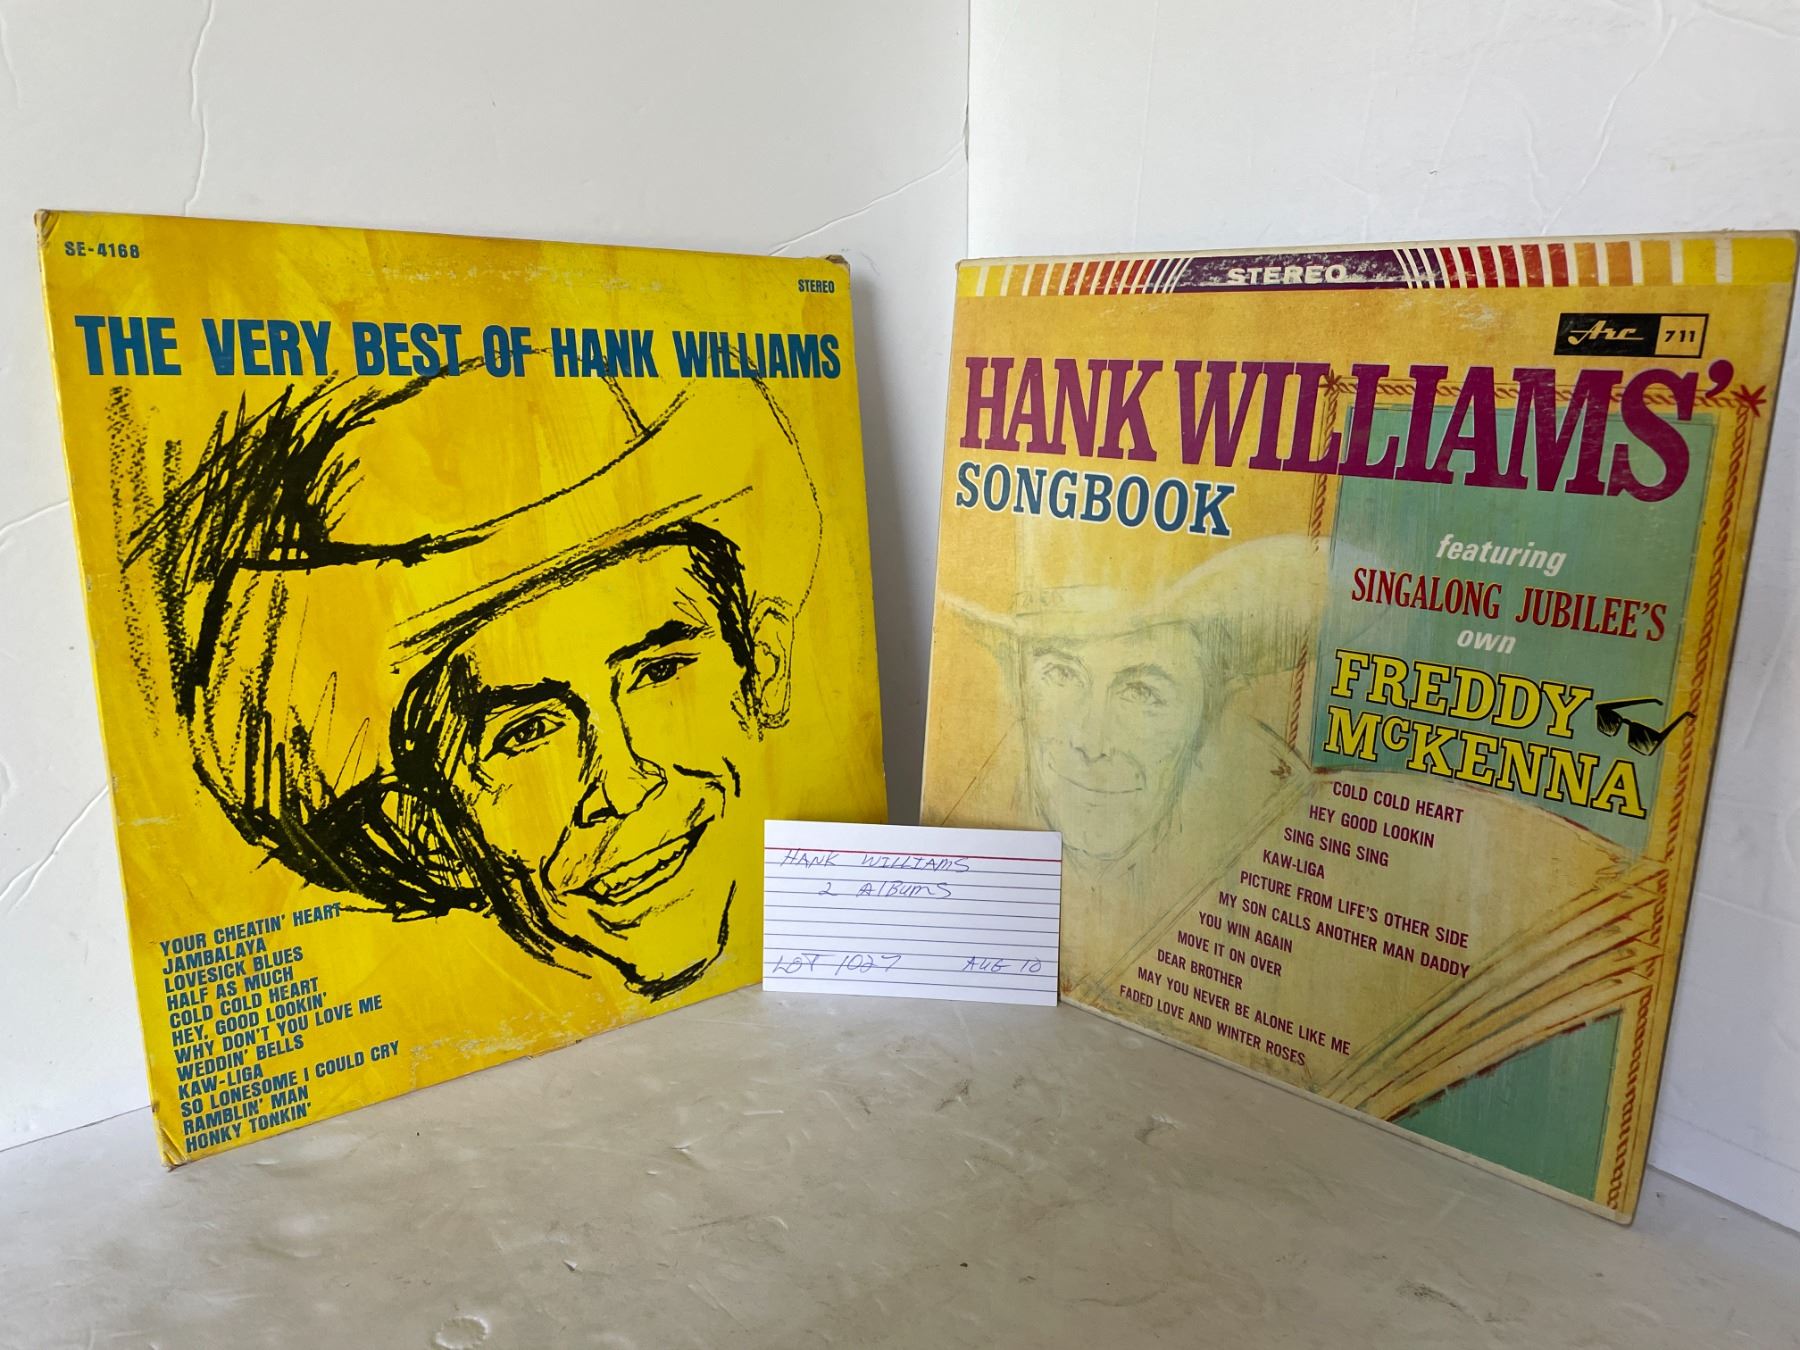 SE-4168
STEREO
THE VERY BEST OF HANK WILLIAMS
YOUR CHEATIN' HEART
JAMBALAYA
LOVESICK BLUES
HALF AS MUCH
COLD COLD HEART
HEY, GOOD LOOKIN'
WHY DON'T YOU LOVE ME
WEDDIN' BELLS
KAW-LIGA
SO LONESOME I COULD CRY
RAMBLIN' MAN
HONKY TONKIN'
HANK WILLIAMS
2 AlBumS
LOT 1027 AUG 10
STEREO
Arc 711
HANK WILLIAMS'
SONGBOOK
featuring
SINGALONG JUBILEE'S
own
FREDDY
McKENNA
COLD COLD HEART
HEY GOOD LOOKIN
SING SING SING
KAW-LIGA
PICTURE FROM LIFE'S OTHER SIDE
MY SON CALLS ANOTHER MAN DADDY
YOU WIN AGAIN
MOVE IT ON OVER
DEAR BROTHER
MAY YOU NEVER BE ALONE LIKE ME
FADED LOVE AND WINTER ROSES